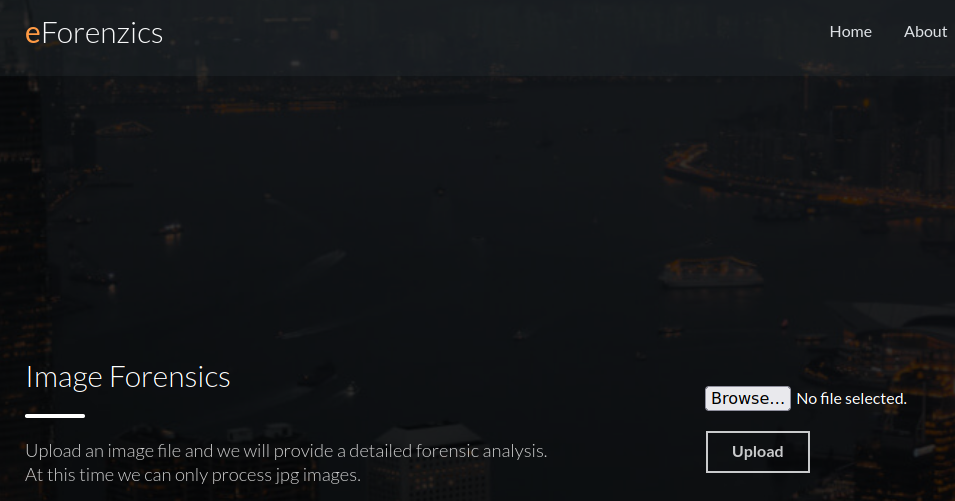 eForenzics
Home About
Image Forensics
Browse... No file selected.
Upload an image file and we will provide a detailed forensic analysis.
At this time we can only process jpg images.
Upload